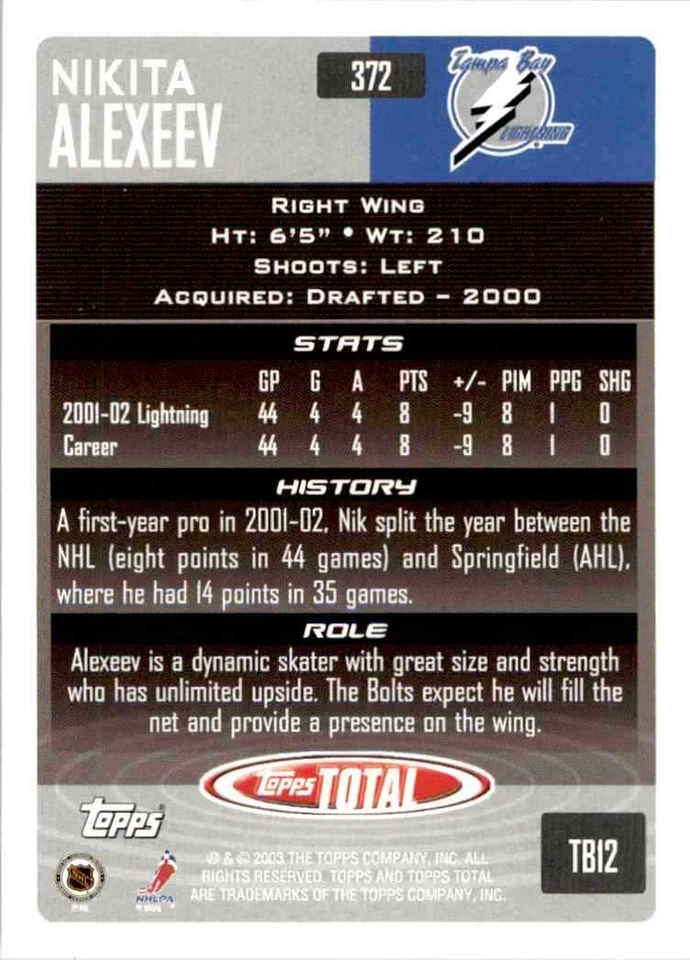 NIKITA
ALEXEEV
372
Tampa Bay
LIGHTNING
RIGHT WING
HT: 6'5" • WT: 210
SHOOTS: LEFT
ACQUIRED: DRAFTED – 2000
STATS
GP G A PTS +/- PIM PPG SHG
2001-02 Lightning 44 4 4 8 -9 8 1 0
Career 44 4 4 8 -9 8 1 0
HISTORY
A first-year pro in 2001-02, Nik split the year between the
NHL (eight points in 44 games) and Springfield (AHL),
where he had 14 points in 35 games.
ROLE
Alexeev is a dynamic skater with great size and strength
who has unlimited upside. The Bolts expect he will fill the
net and provide a presence on the wing.
Topps TOTAL
Topps®
TB12
NHL
NHLPA
℗ & © 2003 THE TOPPS COMPANY, INC. ALL
RIGHTS RESERVED. TOPPS AND TOPPS TOTAL
ARE TRADEMARKS OF THE TOPPS COMPANY, INC.